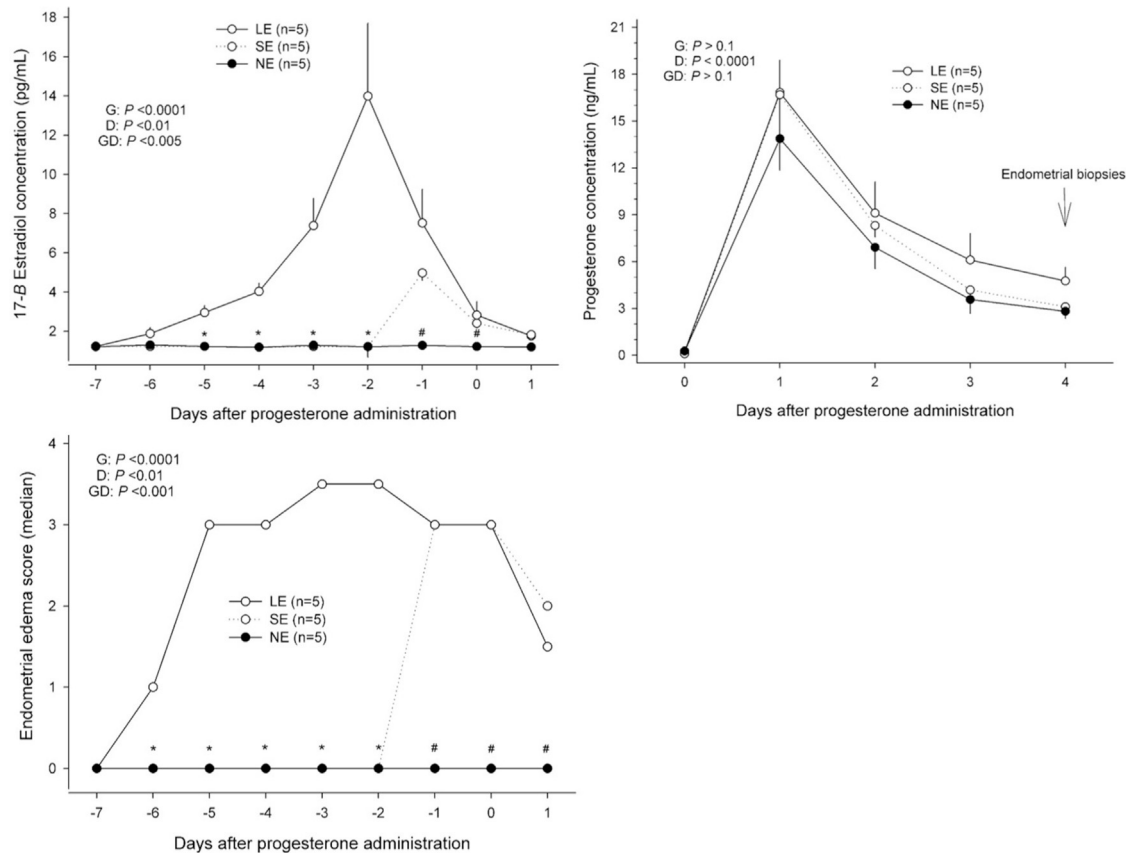 18
16
14
12
10
8
6
4
2
17-B Estradiol concentration (pg/mL)
LE (n=5)
SE (n=5)
NE (n=5)
G: P <0.0001
D: P <0.01
GD: P <0.005
* * * * # #
-7 -6 -5 -4 -3 -2 -1 0 1
Days after progesterone administration
21
18
15
12
9
6
3
0
Progesterone concentration (ng/mL)
G: P > 0.1
D: P < 0.0001
GD: P > 0.1
LE (n=5)
SE (n=5)
NE (n=5)
Endometrial biopsies
0 1 2 3 4
Days after progesterone administration
4
3
2
1
0
Endometrial edema score (median)
G: P <0.0001
D: P <0.01
GD: P <0.001
LE (n=5)
SE (n=5)
NE (n=5)
* * * * * # # #
-7 -6 -5 -4 -3 -2 -1 0 1
Days after progesterone administration